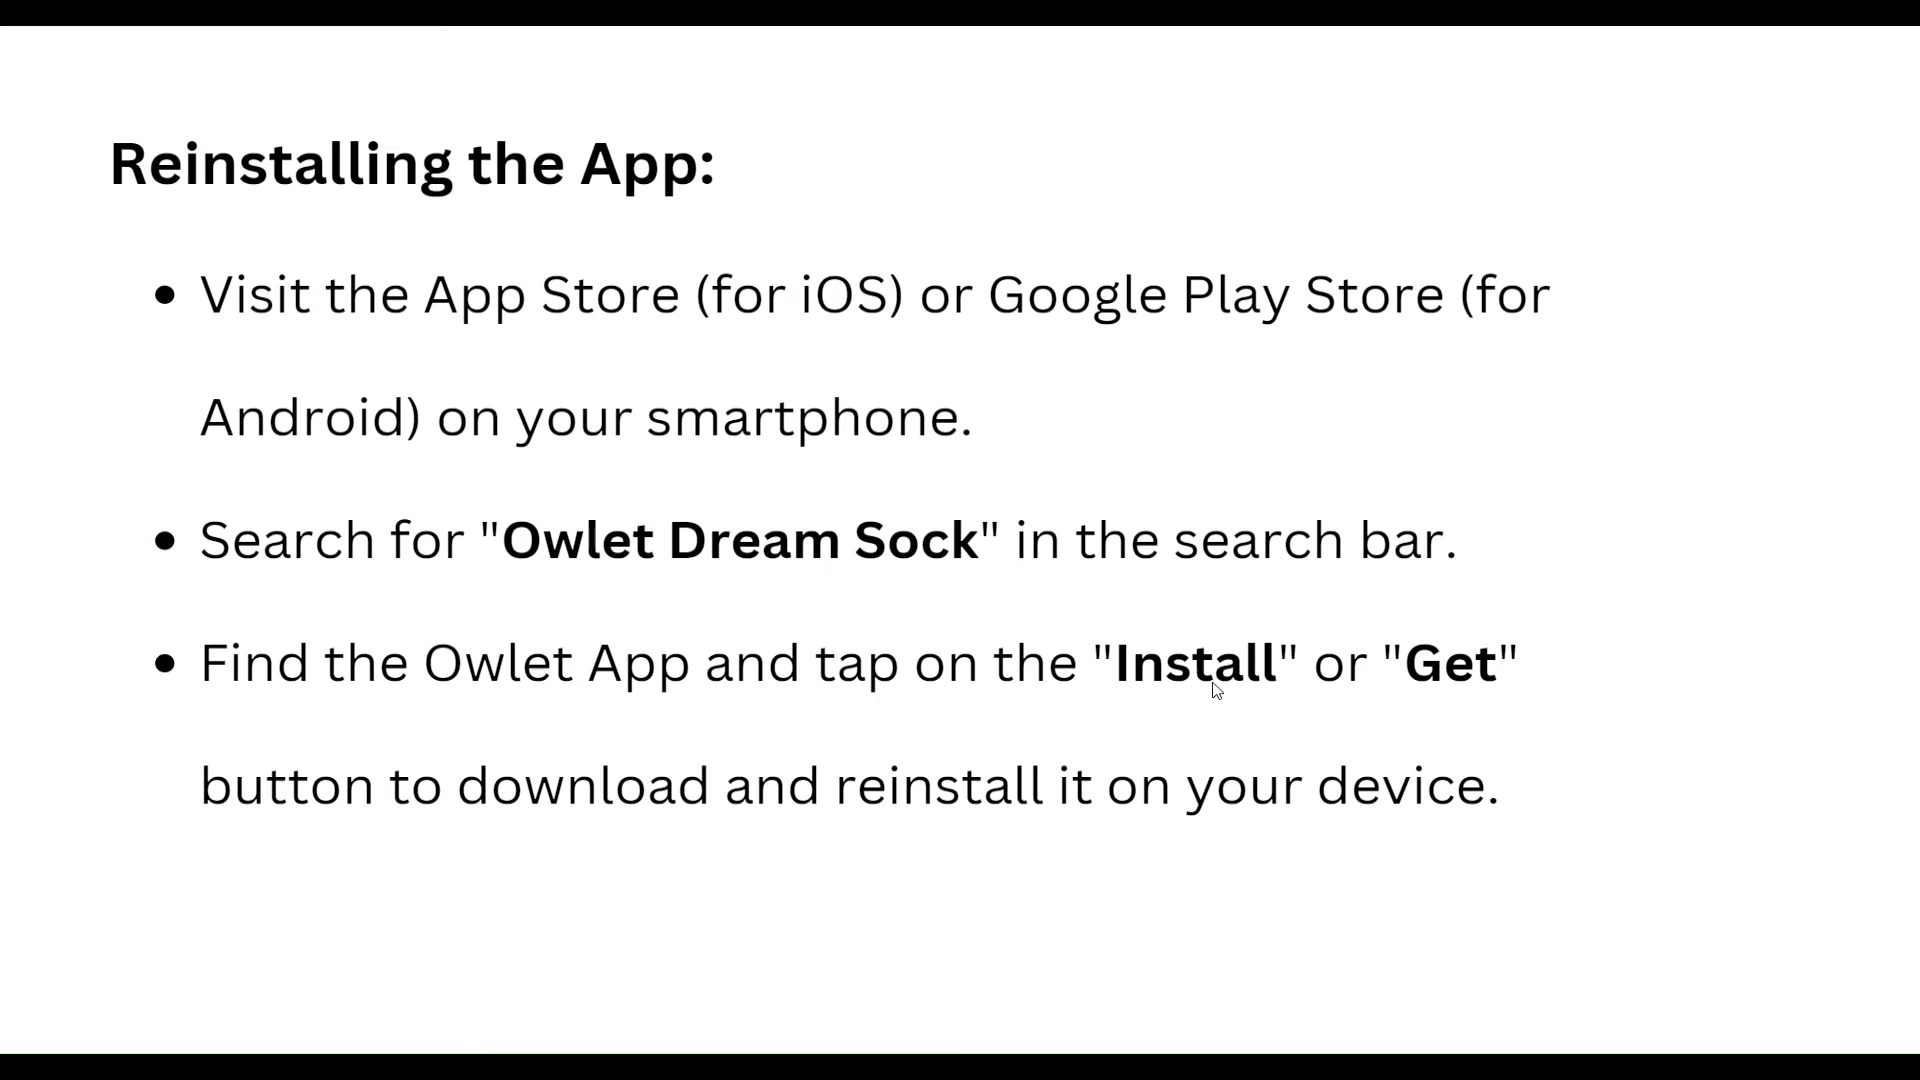 Reinstalling the App:
• Visit the App Store (for iOS) or Google Play Store (for
Android) on your smartphone.
• Search for "Owlet Dream Sock" in the search bar.
• Find the Owlet App and tap on the "Install" or "Get"
button to download and reinstall it on your device.